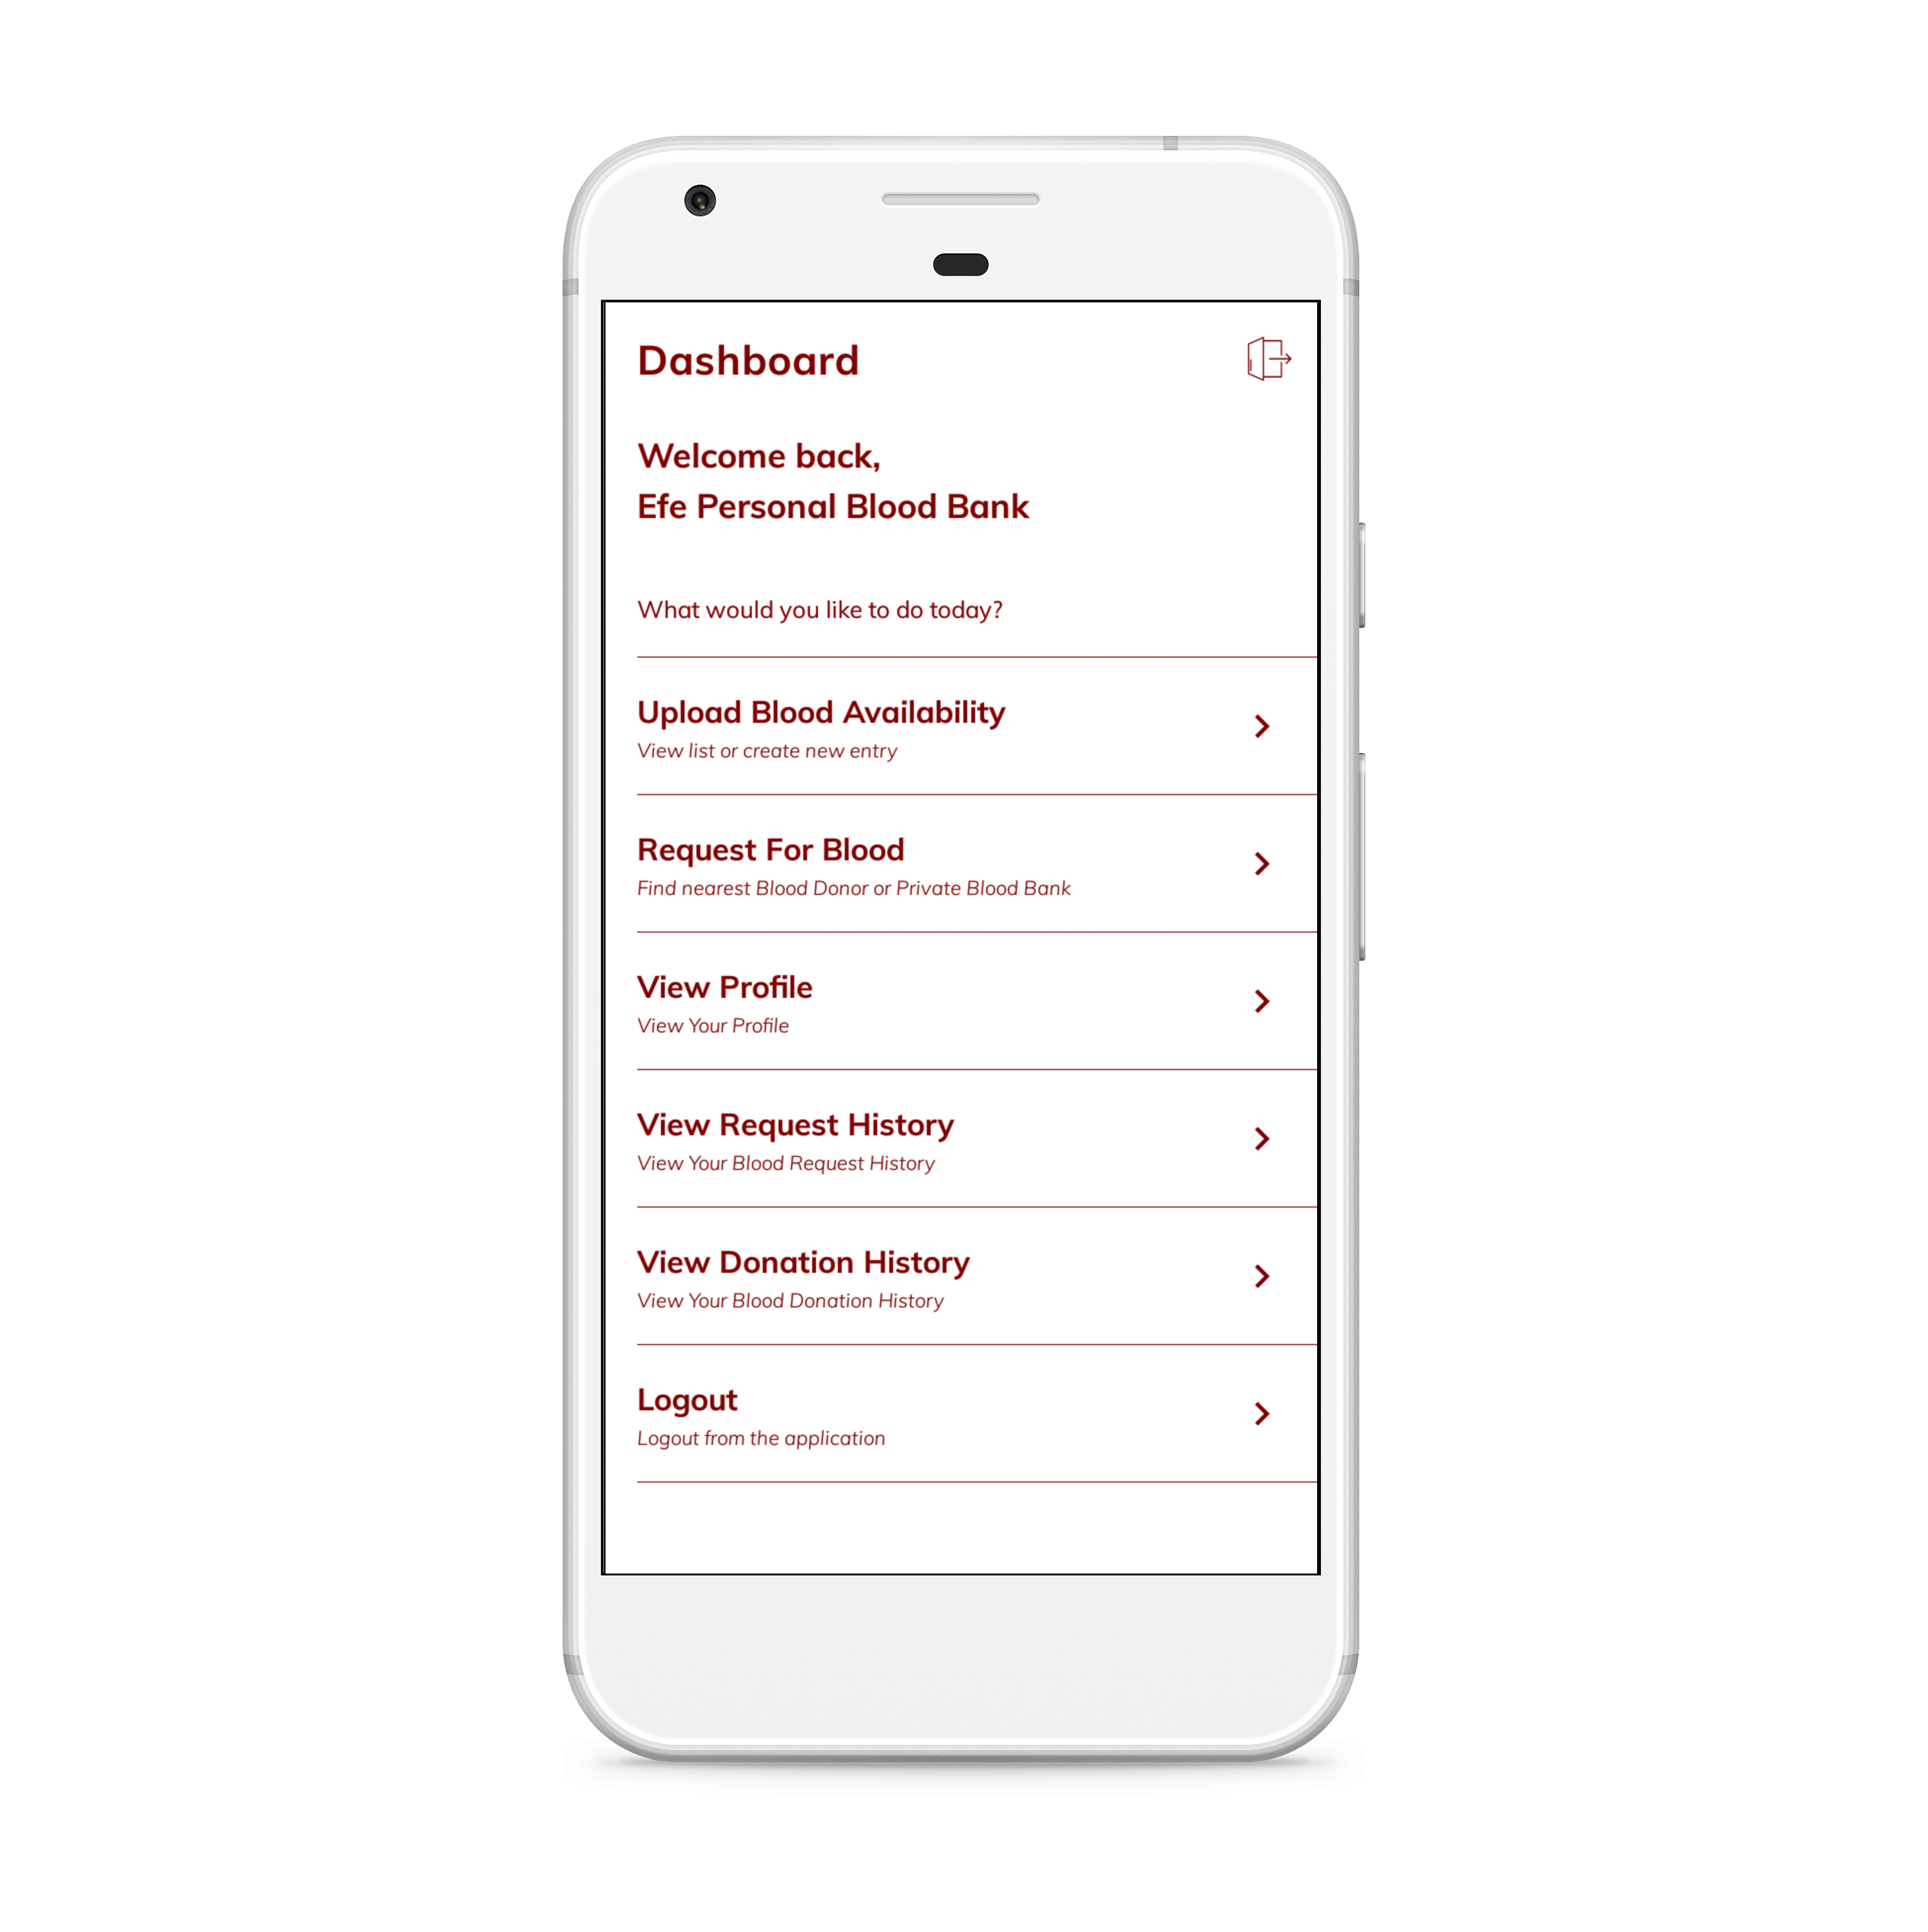 Dashboard
Welcome back,
Efe Personal Blood Bank
What would you like to do today?
Upload Blood Availability
View list or create new entry
Request For Blood
Find nearest Blood Donor or Private Blood Bank
View Profile
View Your Profile
View Request History
View Your Blood Request History
View Donation History
View Your Blood Donation History
Logout
Logout from the application